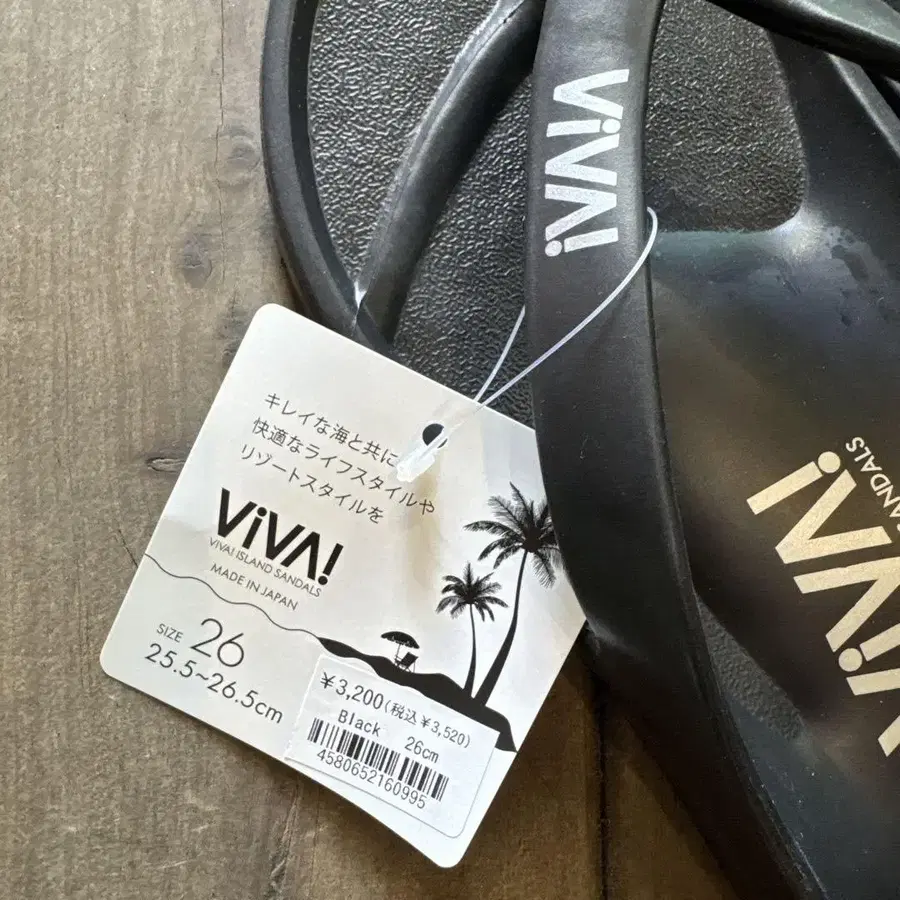 ViVA!
キレイな海と共に
快適なライフスタイルや
リゾートスタイルを
ViVA!
VIVA! ISLAND SANDALS
MADE IN JAPAN
SIZE 26
25.5~26.5cm
¥3,200(税込¥3,520)
Black 26cm
4580652160995
ViVA!
SANDALS